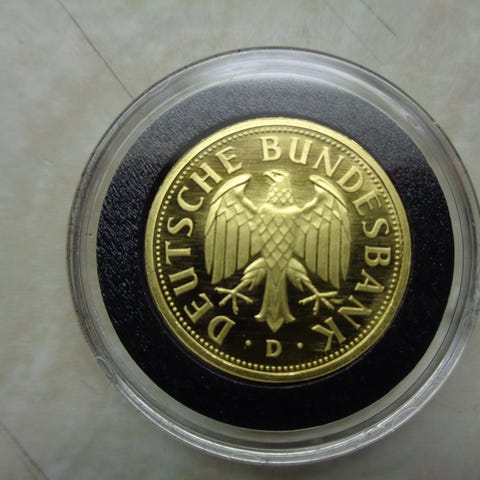 DEUTSCHE BUNDESBANK
· D ·